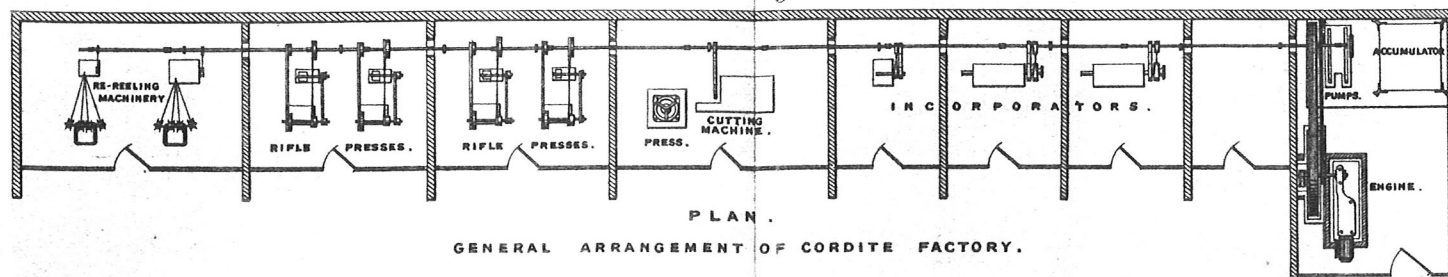 RE-REELING
MACHINERY
RIFLE PRESSES.
RIFLE PRESSES.
PRESS.
CUTTING
MACHINE.
INCORPORATORS.
PUMPS.
ACCUMULATOR
ENGINE.
PLAN.
GENERAL ARRANGEMENT OF CORDITE FACTORY.